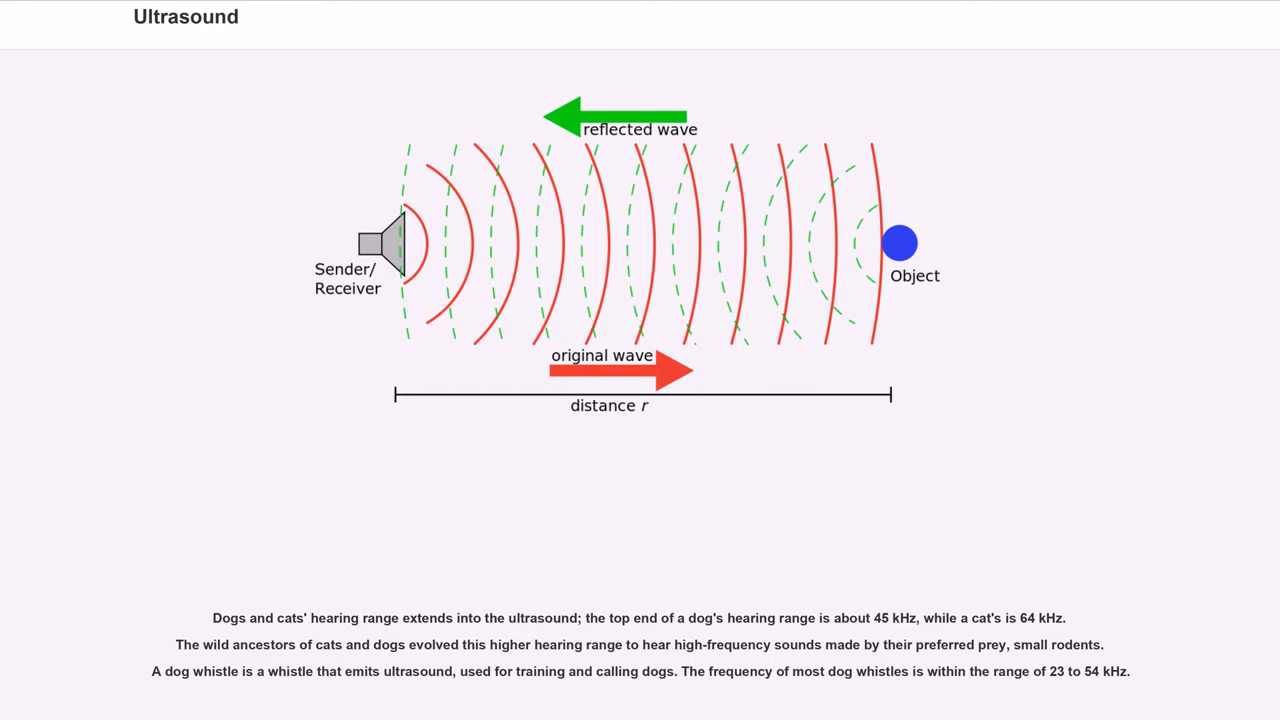 Ultrasound
reflected wave
Sender/
Receiver
Object
original wave
distance r
Dogs and cats' hearing range extends into the ultrasound; the top end of a dog's hearing range is about 45 kHz, while a cat's is 64 kHz.
The wild ancestors of cats and dogs evolved this higher hearing range to hear high-frequency sounds made by their preferred prey, small rodents.
A dog whistle is a whistle that emits ultrasound, used for training and calling dogs. The frequency of most dog whistles is within the range of 23 to 54 kHz.